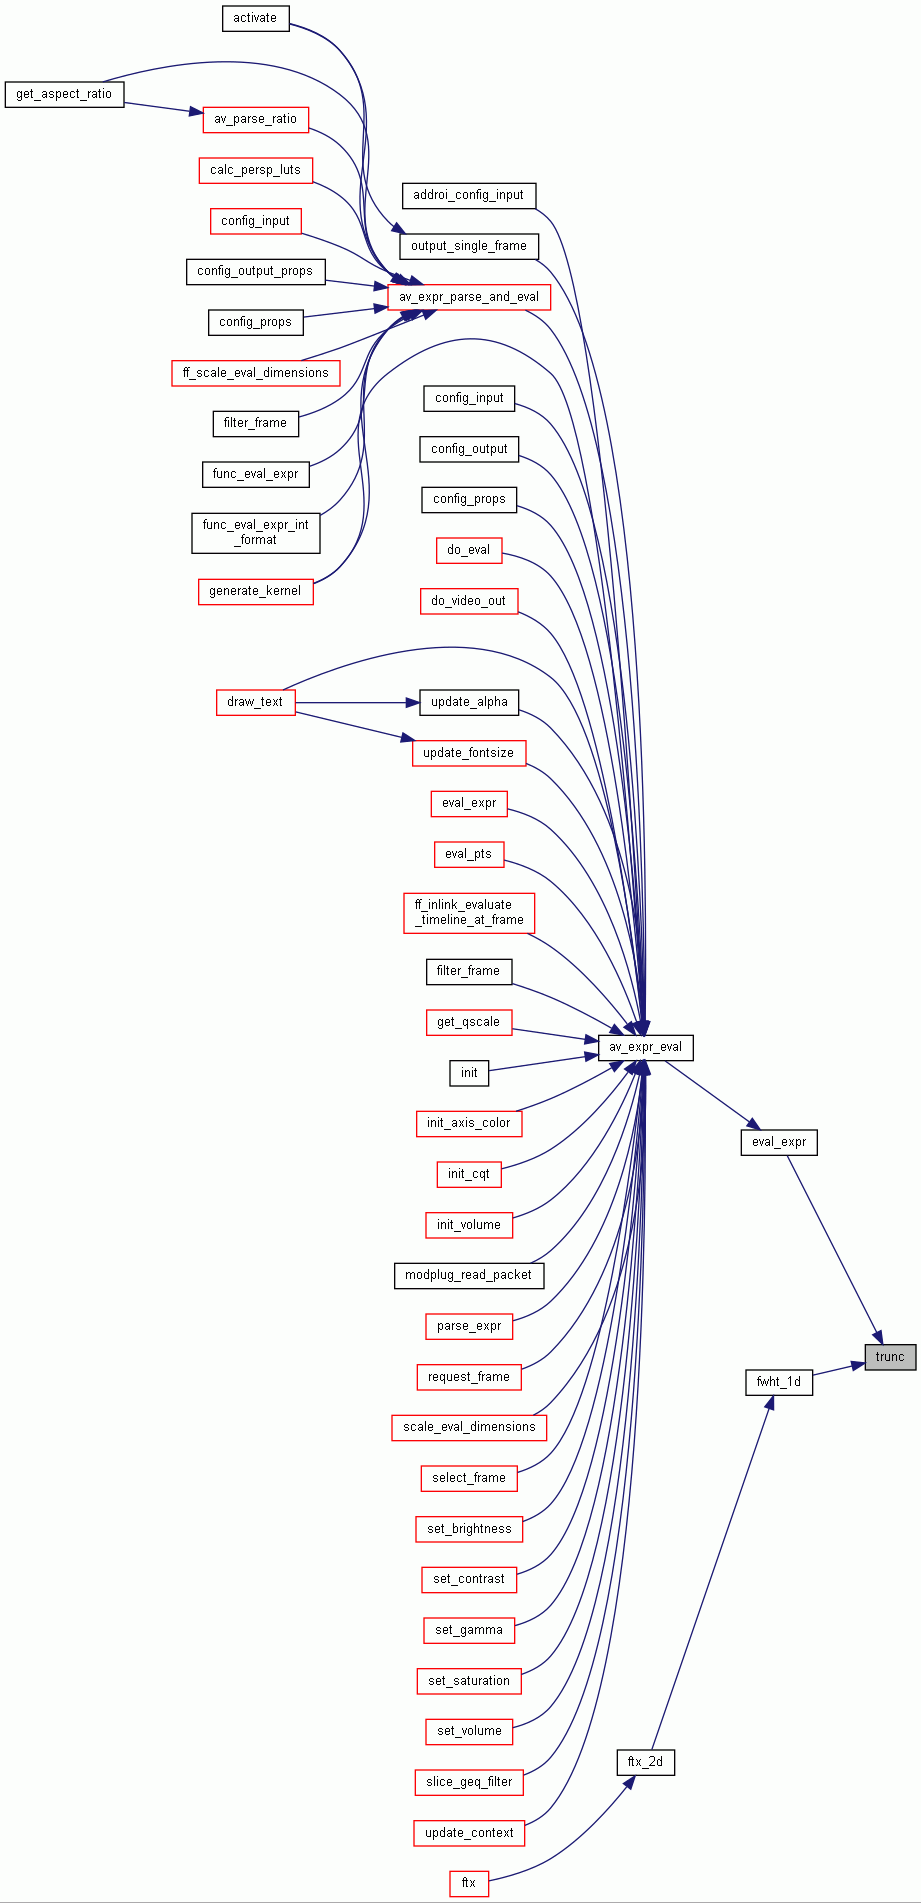 activate
get_aspect_ratio
av_parse_ratio
calc_persp_luts
addroi_config_input
config_input
output_single_frame
config_output_props
av_expr_parse_and_eval
config_props
ff_scale_eval_dimensions
config_input
filter_frame
config_output
func_eval_expr
config_props
func_eval_expr_int
_format
do_eval
generate_kernel
do_video_out
draw_text
update_alpha
update_fontsize
eval_expr
eval_pts
ff_inlink_evaluate
_timeline_at_frame
filter_frame
get_qscale
av_expr_eval
init
init_axis_color
eval_expr
init_cqt
init_volume
modplug_read_packet
parse_expr
trunc
request_frame
fwht_1d
scale_eval_dimensions
select_frame
set_brightness
set_contrast
set_gamma
set_saturation
set_volume
ftx_2d
slice_geq_filter
update_context
ftx